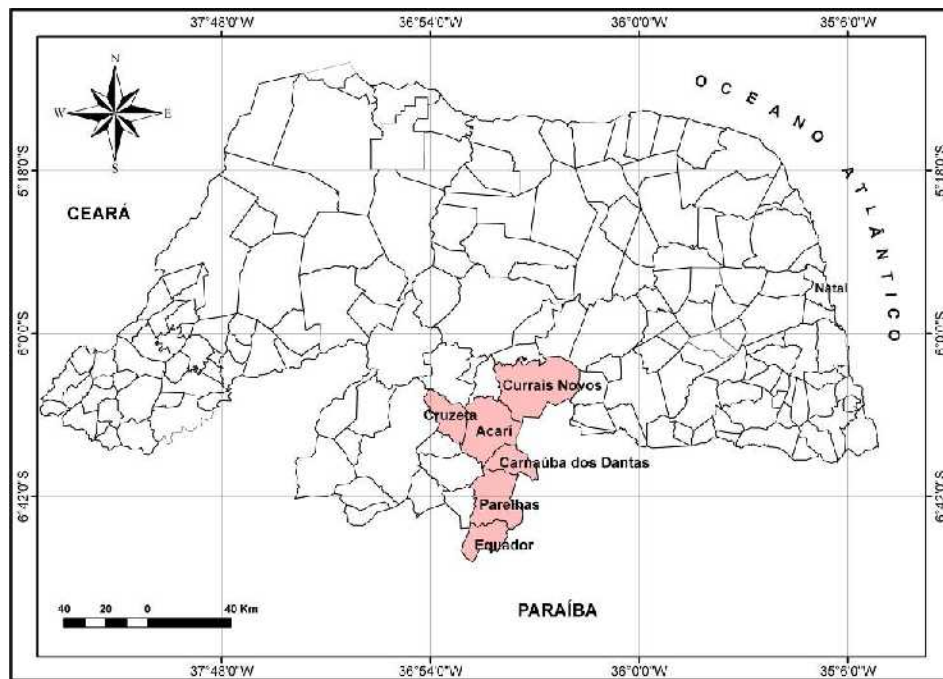 37°48'0"W 36°54'0"W 36°0'0"W 35°6'0"W
N
W E
S
OCEANO ATLÂNTICO
5°18'0"S 5°18'0"S
CEARÁ
Natal
6°0'0"S 6°0'0"S
Currais Novos
Cruzeta
Acari
Carnaúba dos Dantas
6°42'0"S 6°42'0"S
Parelhas
Equador
40 20 0 40 Km
PARAÍBA
37°48'0"W 36°54'0"W 36°0'0"W 35°6'0"W